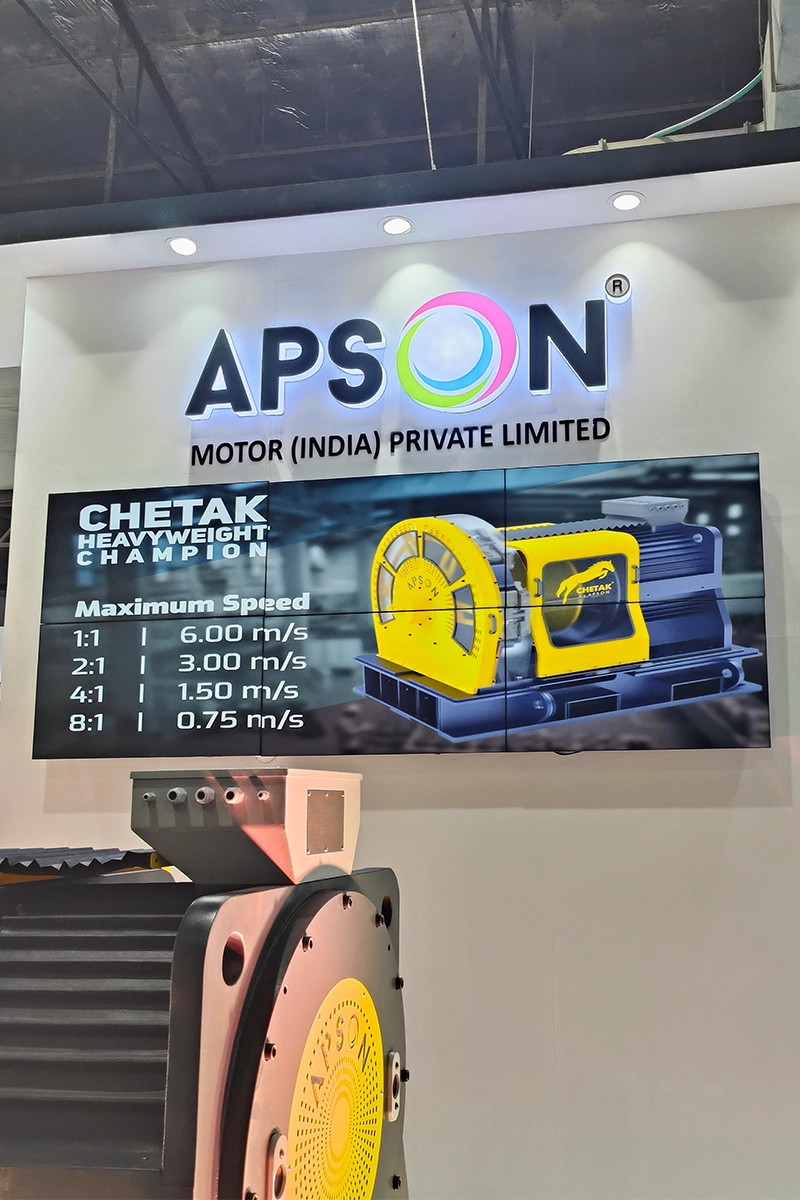 APSON®
MOTOR (INDIA) PRIVATE LIMITED
CHETAK
HEAVYWEIGHT
CHAMPION
Maximum Speed
1:1 | 6.00 m/s
2:1 | 3.00 m/s
4:1 | 1.50 m/s
8:1 | 0.75 m/s
APSON
CHETAK
APSON